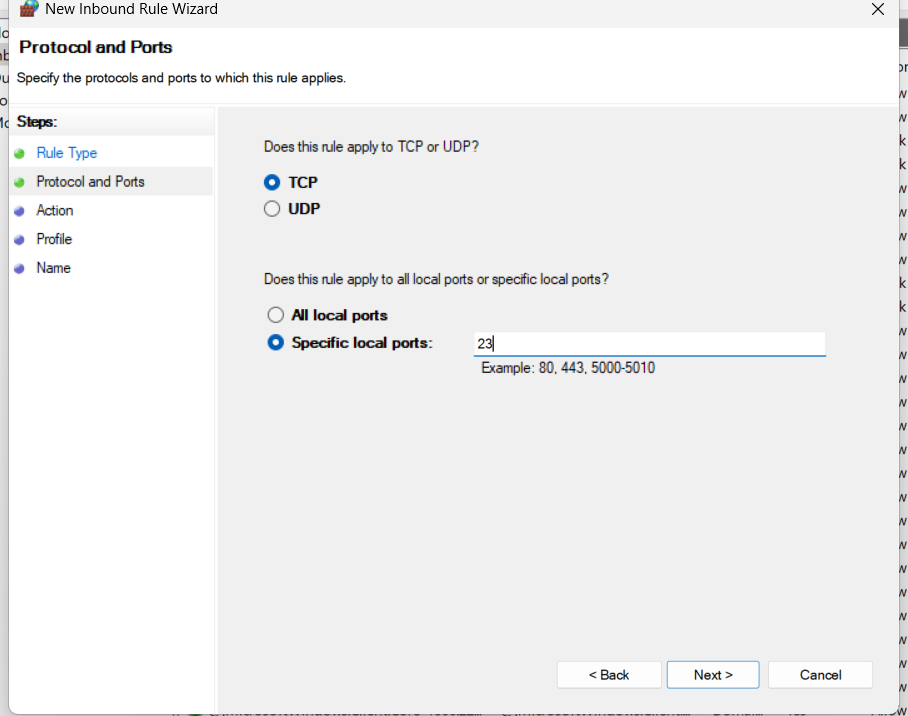 New Inbound Rule Wizard
Protocol and Ports
Specify the protocols and ports to which this rule applies.
Steps:
Rule Type
Protocol and Ports
Action
Profile
Name
Does this rule apply to TCP or UDP?
TCP
UDP
Does this rule apply to all local ports or specific local ports?
All local ports
Specific local ports: 23
Example: 80, 443, 5000-5010
< Back Next > Cancel